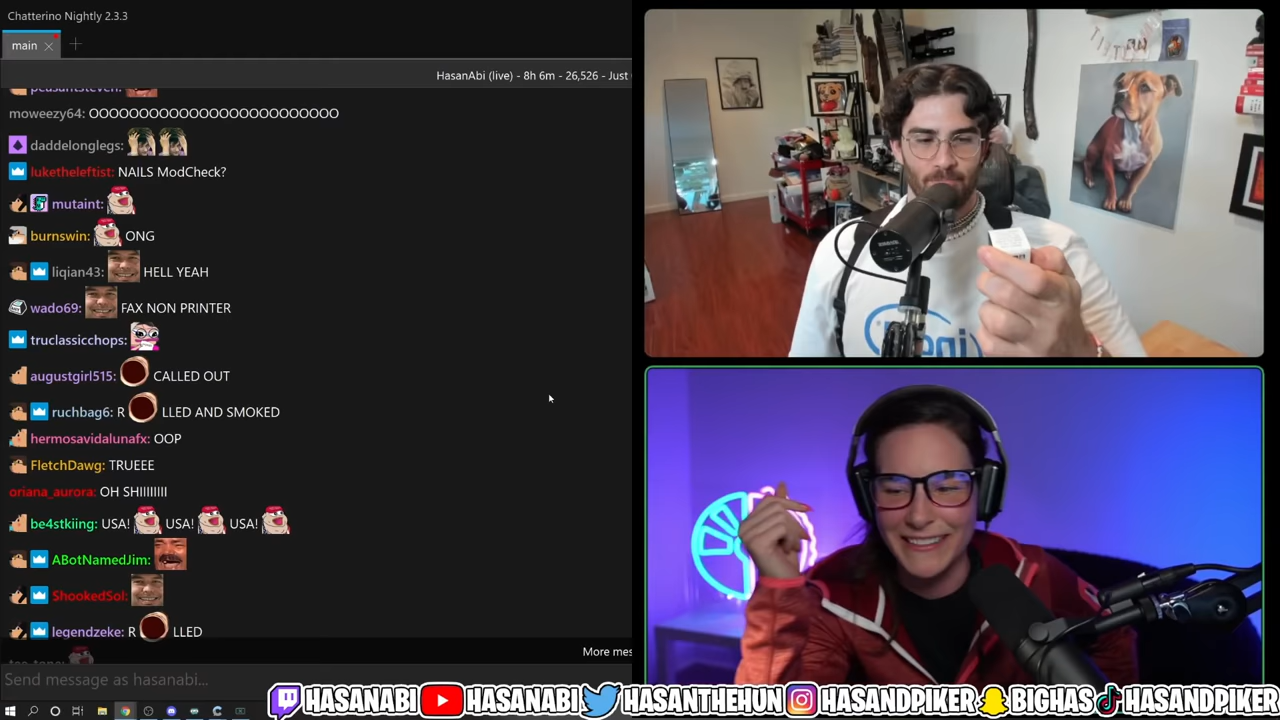 Chatterino Nightly 2.3.3
main
HasanAbi (live) - 8h 6m - 26,526 - Just
peasantsteven:
moweezy64: OOOOOOOOOOOOOOOOOOOOOOOOO
daddelonglegs:
luketheleftist: NAILS ModCheck?
mutaint:
burnswin: ONG
liqian43: HELL YEAH
wado69: FAX NON PRINTER
truclassicchops:
augustgirl515: CALLED OUT
ruchbag6: R LLED AND SMOKED
hermosavidalunafx: OOP
FletchDawg: TRUEEE
oriana_aurora: OH SHIIIIIIII
be4stkiing: USA! USA! USA!
ABotNamedJim:
ShookedSol:
legendzeke: R LLED
More mes
Send message as hasanabi...
HASANABI HASANABI HASANTHEHUN HASANDPIKER BIGHAS HASANDPIKER